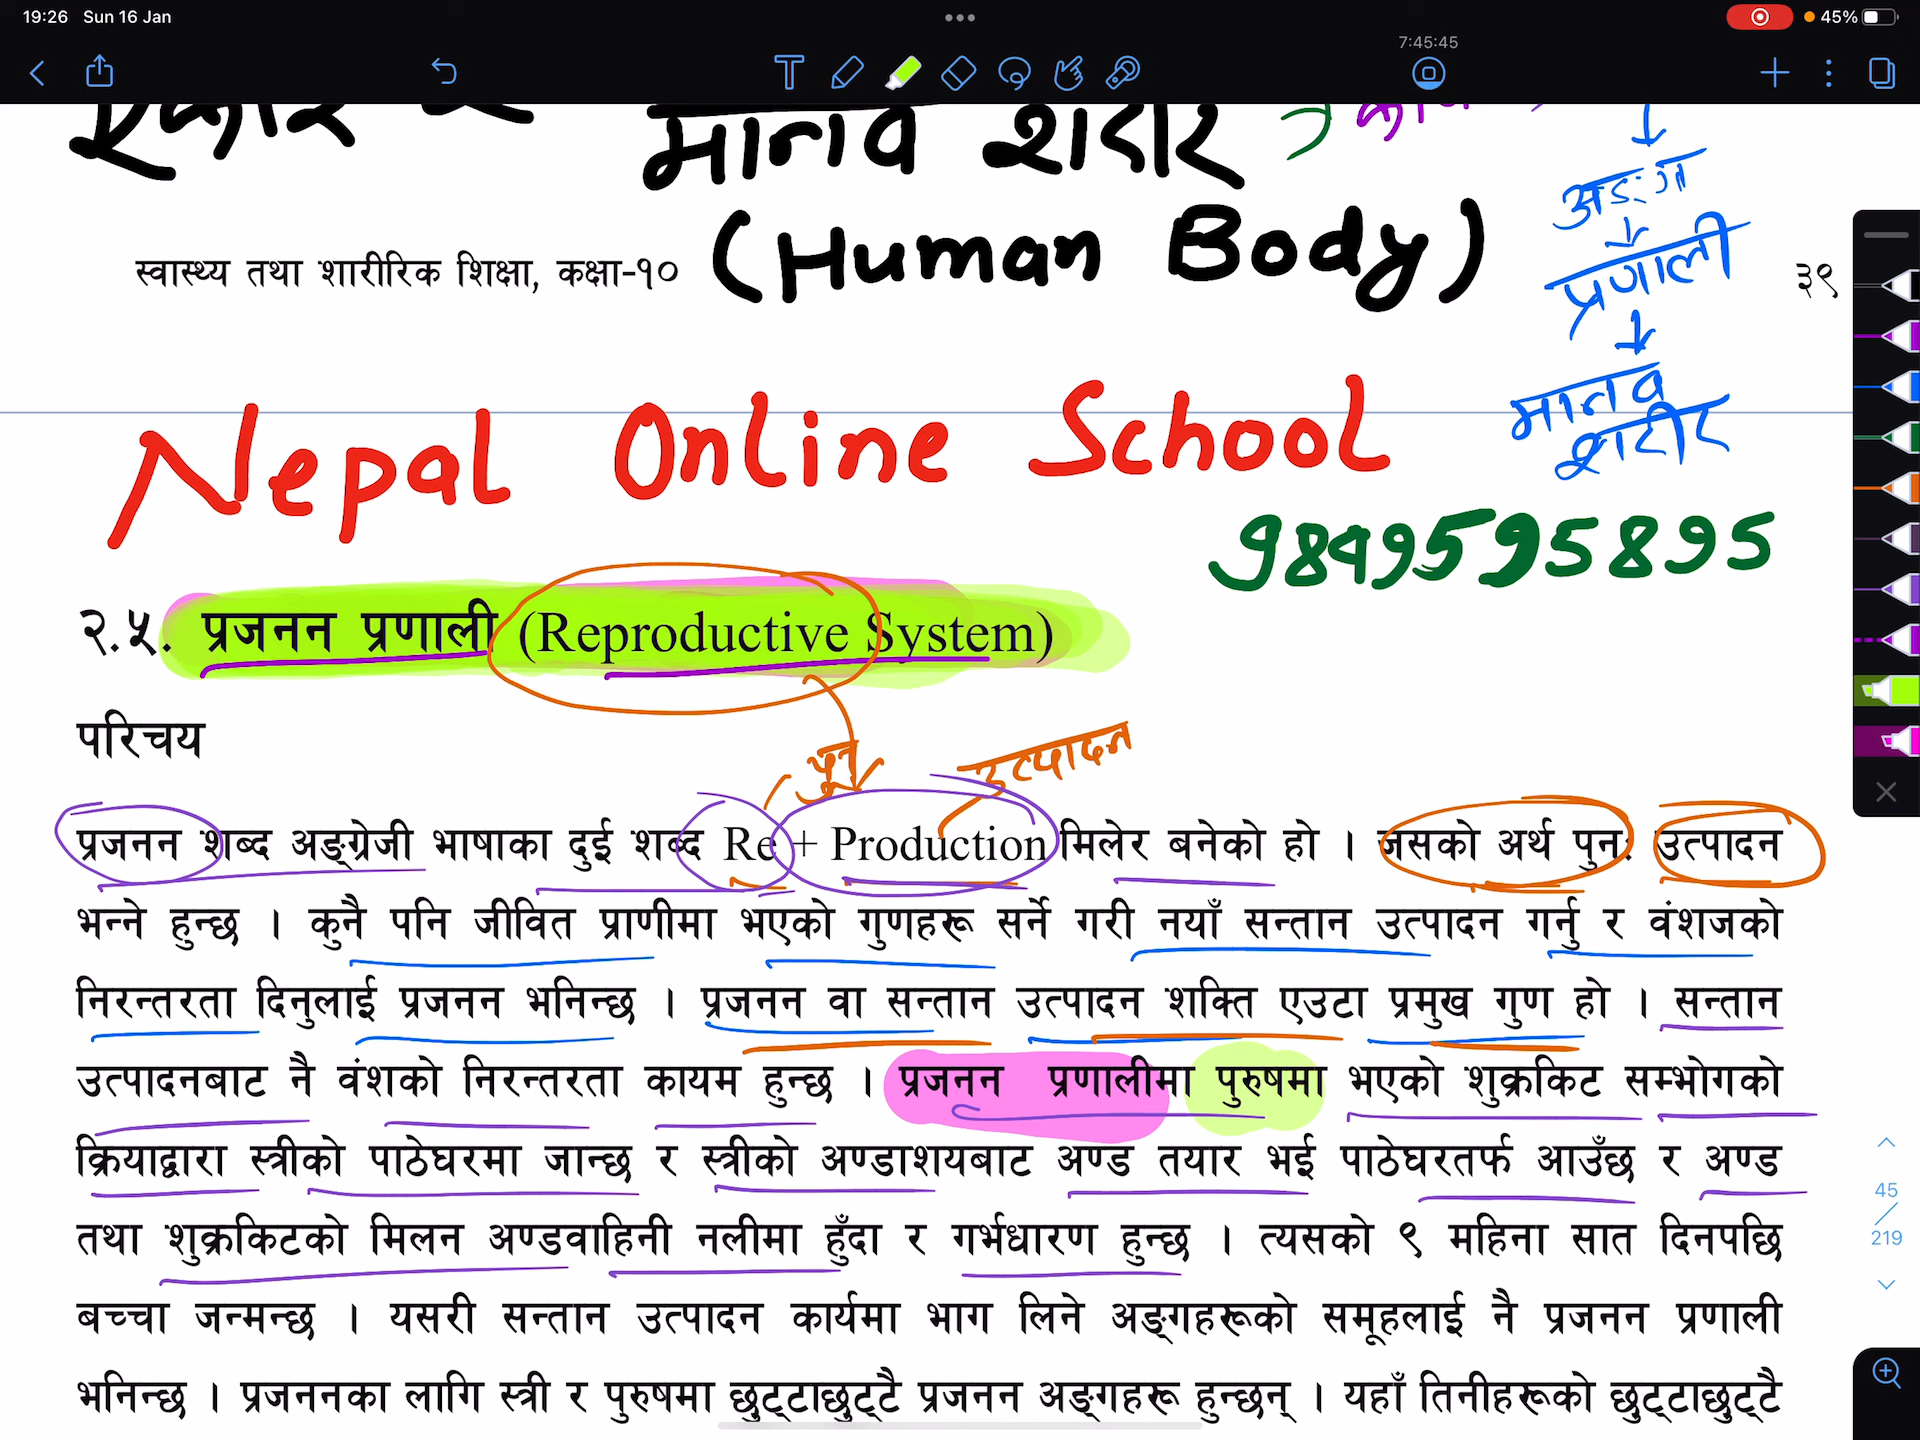 19:26 Sun 16 Jan
45%
7:45:45
मानव शरीर
(Human Body)
अङ्ग
प्रणाली
मानव
शरीर
स्वास्थ्य तथा शारीरिक शिक्षा, कक्षा-१०
३९
Nepal Online School
9849595895
२.५. प्रजनन प्रणाली (Reproductive System)
परिचय
पून
उत्पादन
प्रजनन शब्द अङ्ग्रेजी भाषाका दुई शब्द Re + Production मिलेर बनेको हो । जसको अर्थ पुनः उत्पादन
भन्ने हुन्छ । कुनै पनि जीवित प्राणीमा भएको गुणहरू सर्ने गरी नयाँ सन्तान उत्पादन गर्नु र वंशजको
निरन्तरता दिनुलाई प्रजनन भनिन्छ । प्रजनन वा सन्तान उत्पादन शक्ति एउटा प्रमुख गुण हो । सन्तान
उत्पादनबाट नै वंशको निरन्तरता कायम हुन्छ । प्रजनन प्रणालीमा पुरुषमा भएको शुक्रकिट सम्भोगको
क्रियाद्वारा स्त्रीको पाठेघरमा जान्छ र स्त्रीको अण्डाशयबाट अण्ड तयार भई पाठेघरतर्फ आउँछ र अण्ड
तथा शुक्रकिटको मिलन अण्डवाहिनी नलीमा हुँदा र गर्भधारण हुन्छ । त्यसको ९ महिना सात दिनपछि
बच्चा जन्मन्छ । यसरी सन्तान उत्पादन कार्यमा भाग लिने अङ्गहरूको समूहलाई नै प्रजनन प्रणाली
भनिन्छ । प्रजननका लागि स्त्री र पुरुषमा छुट्टाछुट्टै प्रजनन अङ्गहरू हुन्छन् । यहाँ तिनीहरूको छुट्टाछुट्टै
45
/
219